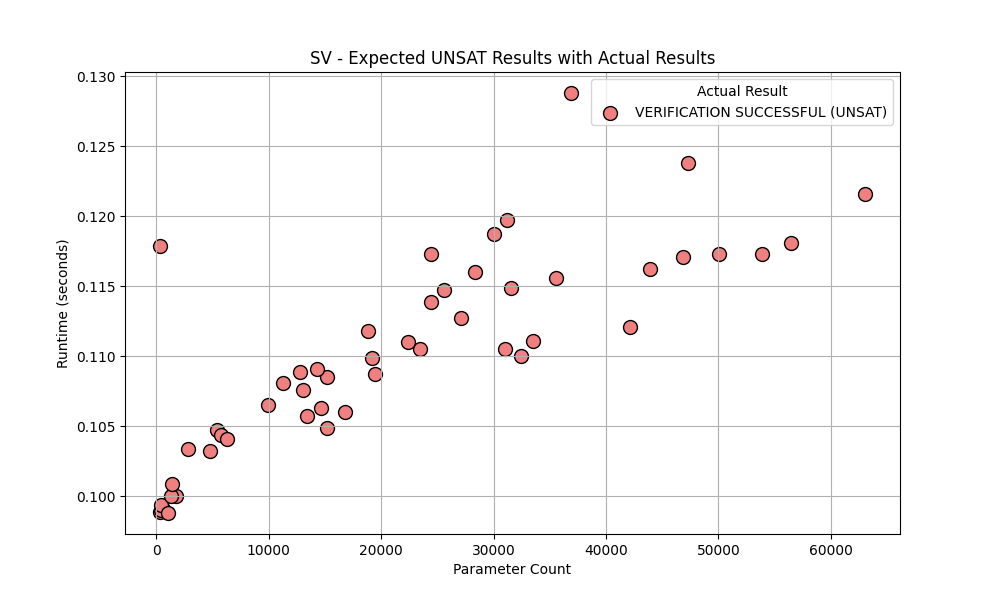 SV - Expected UNSAT Results with Actual Results
Actual Result
VERIFICATION SUCCESSFUL (UNSAT)
Runtime (seconds)
0.130
0.125
0.120
0.115
0.110
0.105
0.100
0 10000 20000 30000 40000 50000 60000
Parameter Count